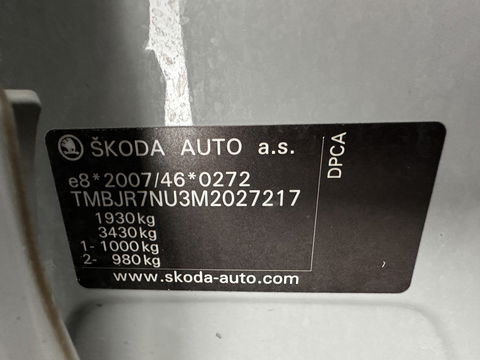 ŠKODA AUTO a.s.
e8*2007/46*0272
TMBJR7NU3M2027217
1930kg
3430kg
1- 1000kg
2- 980kg
www.skoda-auto.com
DPCA